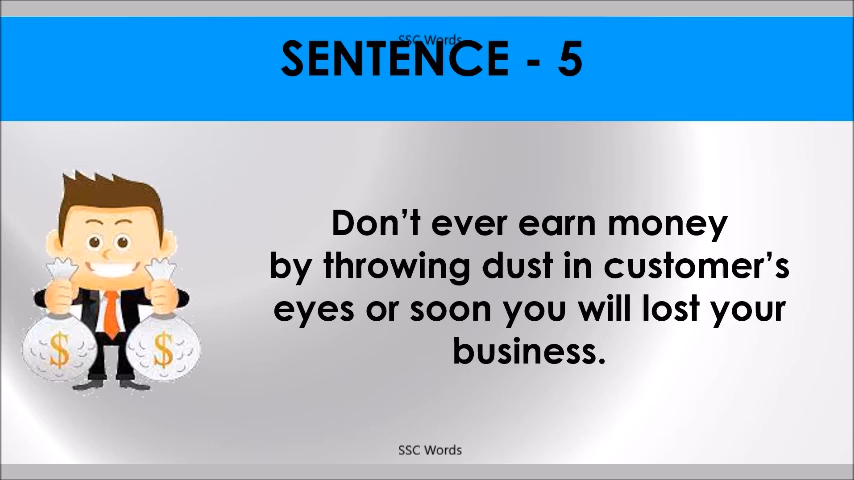 SSC Words
SENTENCE - 5
Don't ever earn money
by throwing dust in customer's
eyes or soon you will lost your
business.
$ $
SSC Words